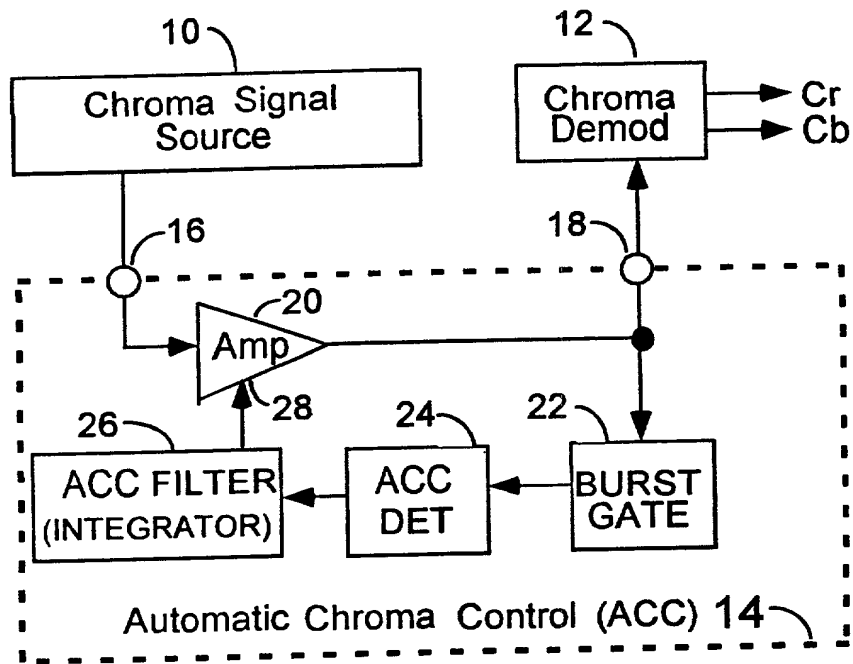 10
Chroma Signal
Source
12
Chroma
Demod
Cr
Cb
16
18
20
Amp
28
26
ACC FILTER
(INTEGRATOR)
24
ACC
DET
22
BURST
GATE
Automatic Chroma Control (ACC) 14